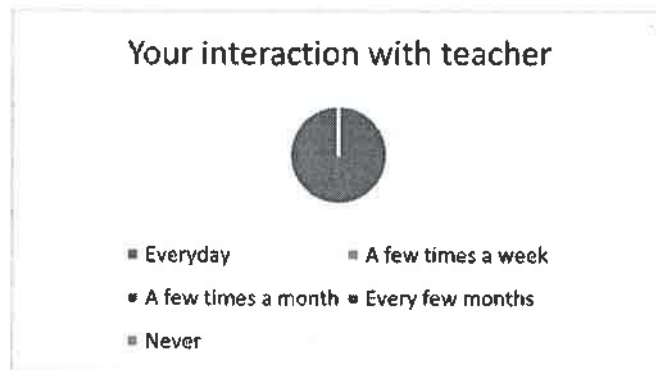 Your interaction with teacher
Everyday
A few times a week
A few times a month
Every few months
Never